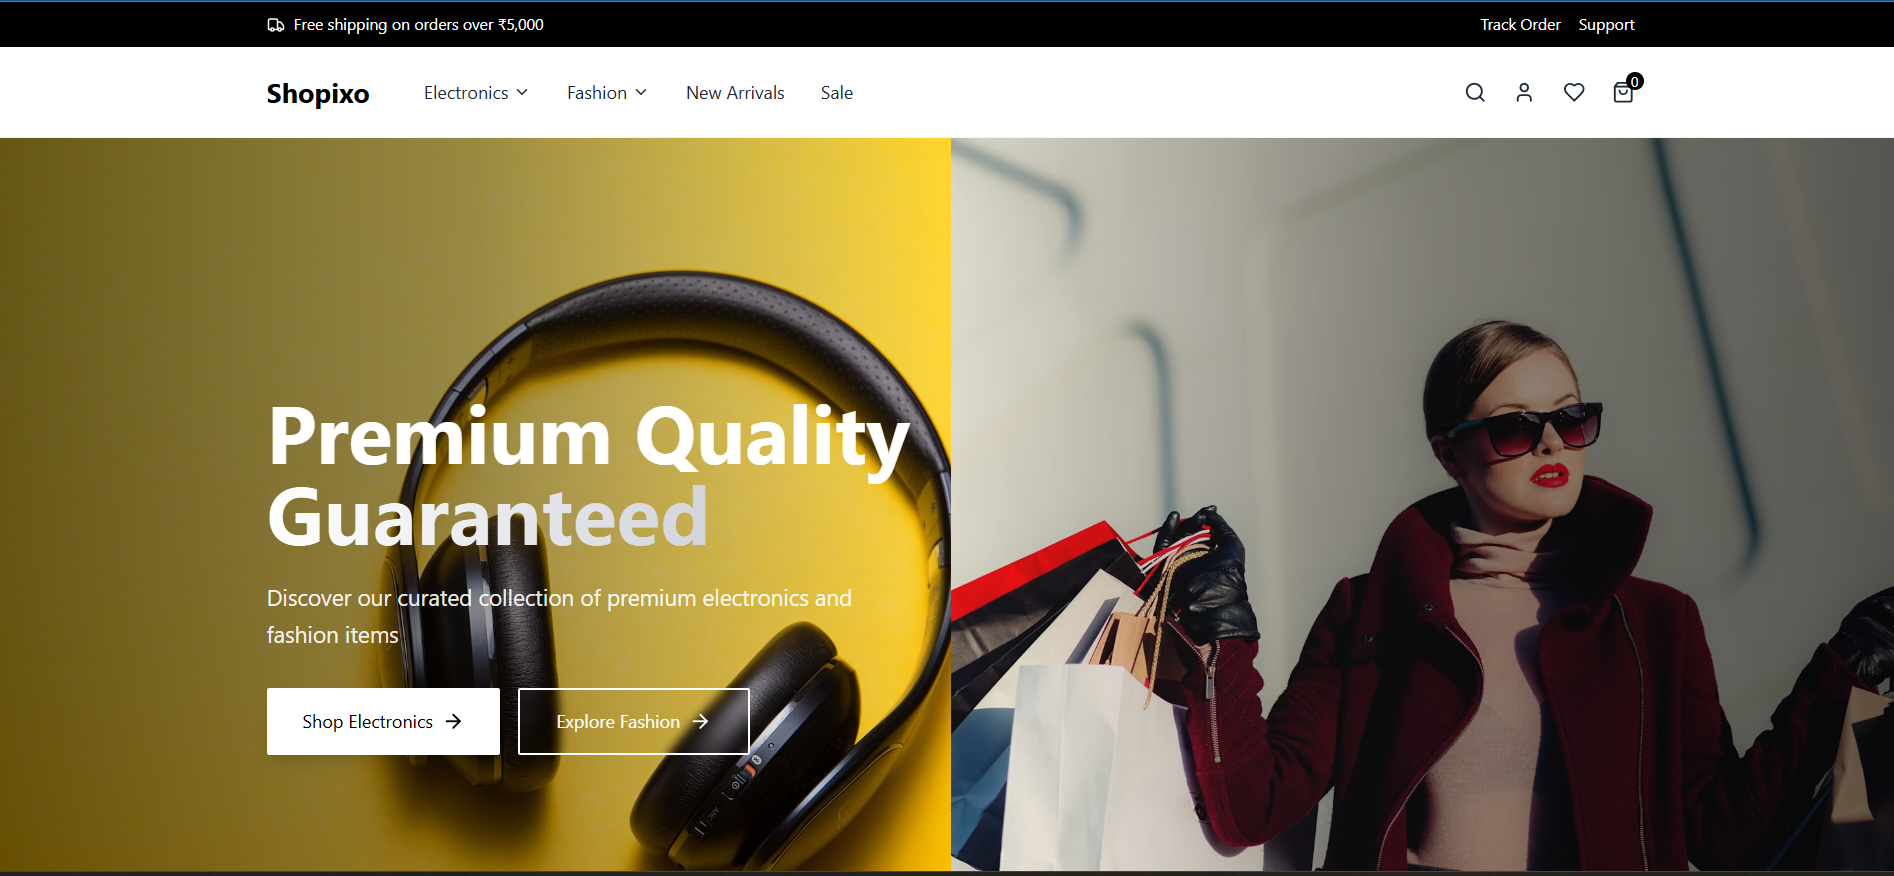 Free shipping on orders over ₹5,000
Track Order
Support
Shopixo
Electronics
Fashion
New Arrivals
Sale
0
Premium Quality
Guaranteed
Discover our curated collection of premium electronics and
fashion items
Shop Electronics
Explore Fashion